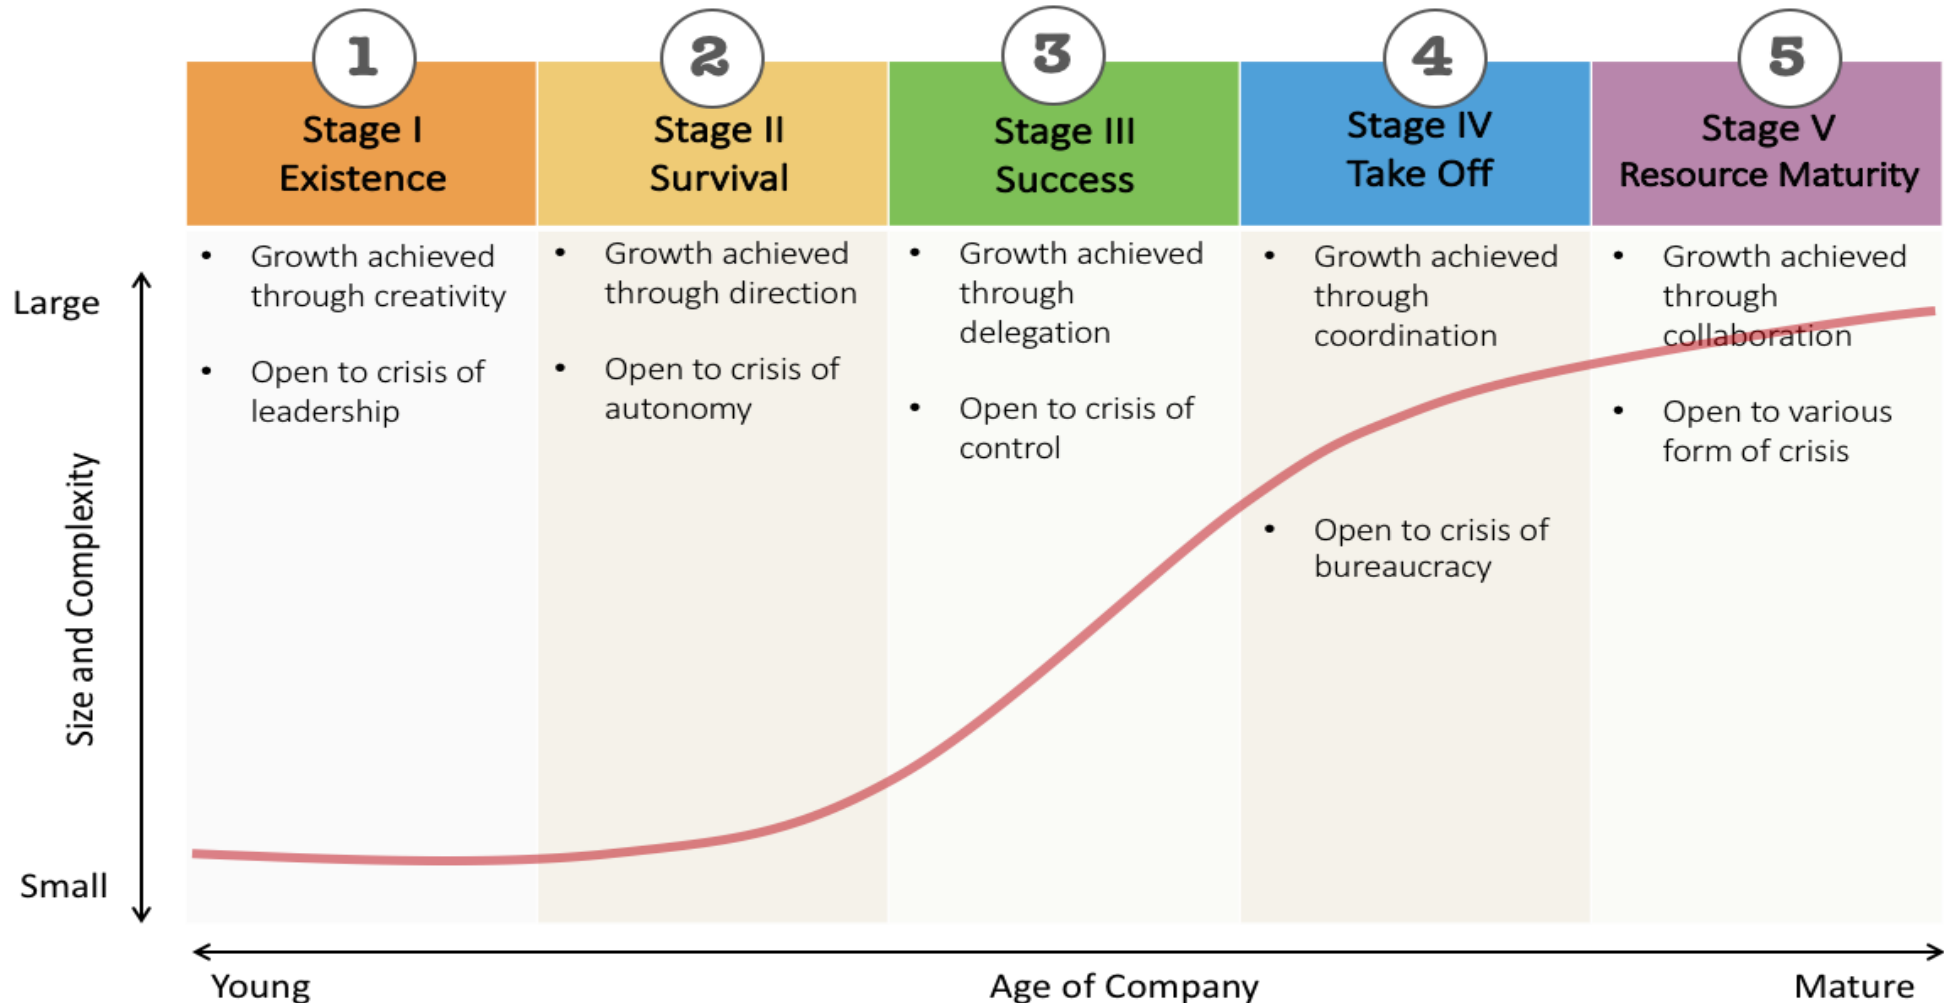 1
Stage I
Existence
2
Stage II
Survival
3
Stage III
Success
4
Stage IV
Take Off
5
Stage V
Resource Maturity
• Growth achieved
through creativity
• Open to crisis of
leadership
• Growth achieved
through direction
• Open to crisis of
autonomy
• Growth achieved
through
delegation
• Open to crisis of
control
• Growth achieved
through
coordination
• Open to crisis of
bureaucracy
• Growth achieved
through
collaboration
• Open to various
form of crisis
Large
Size and Complexity
Small
Young
Age of Company
Mature